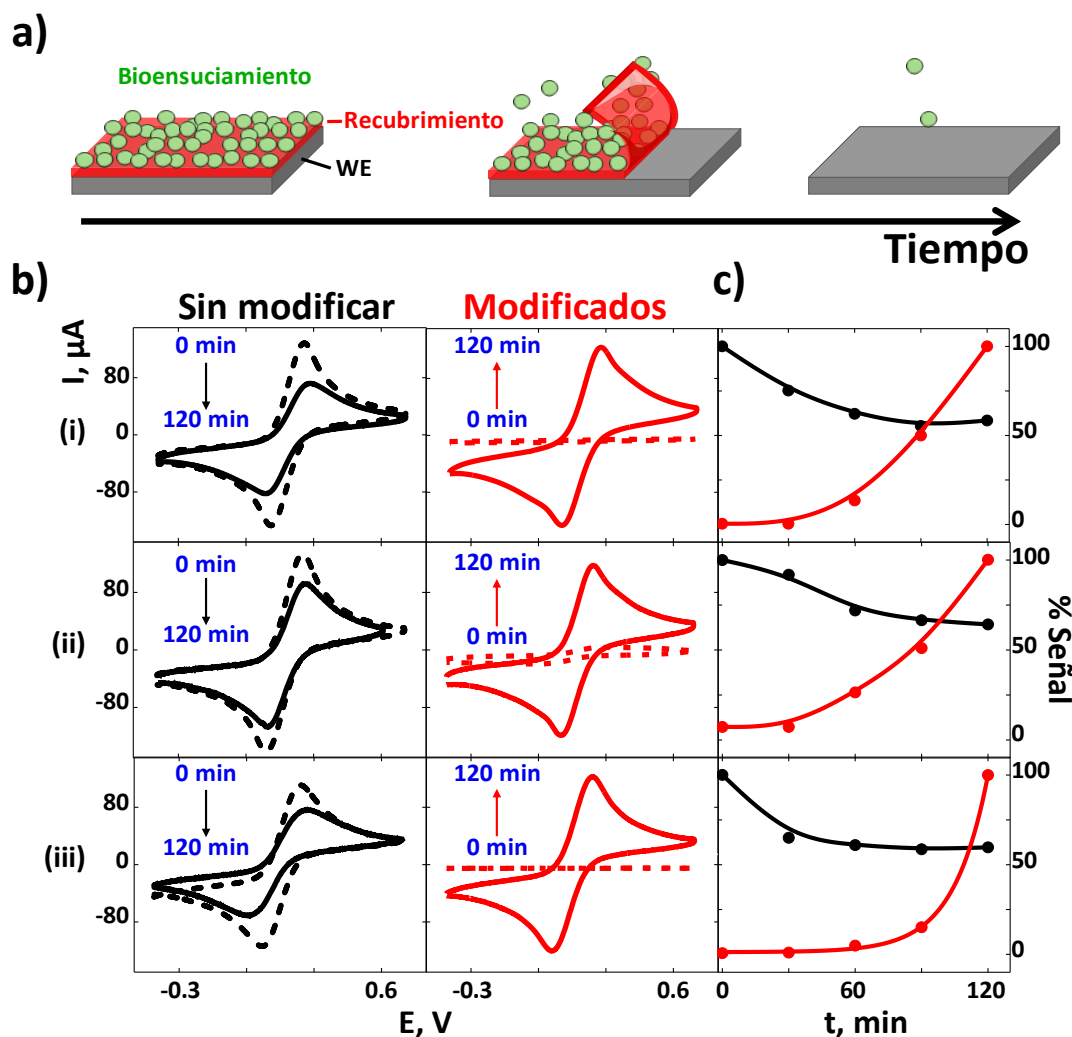 a)
Bioensuciamiento
Recubrimiento
WE
Tiempo
b)
c)
Sin modificar
Modificados
I, µA
(i)
80
0
-80
0 min
120 min
120 min
0 min
100
50
0
(ii)
80
0
-80
0 min
120 min
120 min
0 min
100
50
0
% Señal
(iii)
80
0
-80
0 min
120 min
120 min
0 min
100
50
0
-0.3
0.6
-0.3
0.6
0
60
120
E, V
t, min